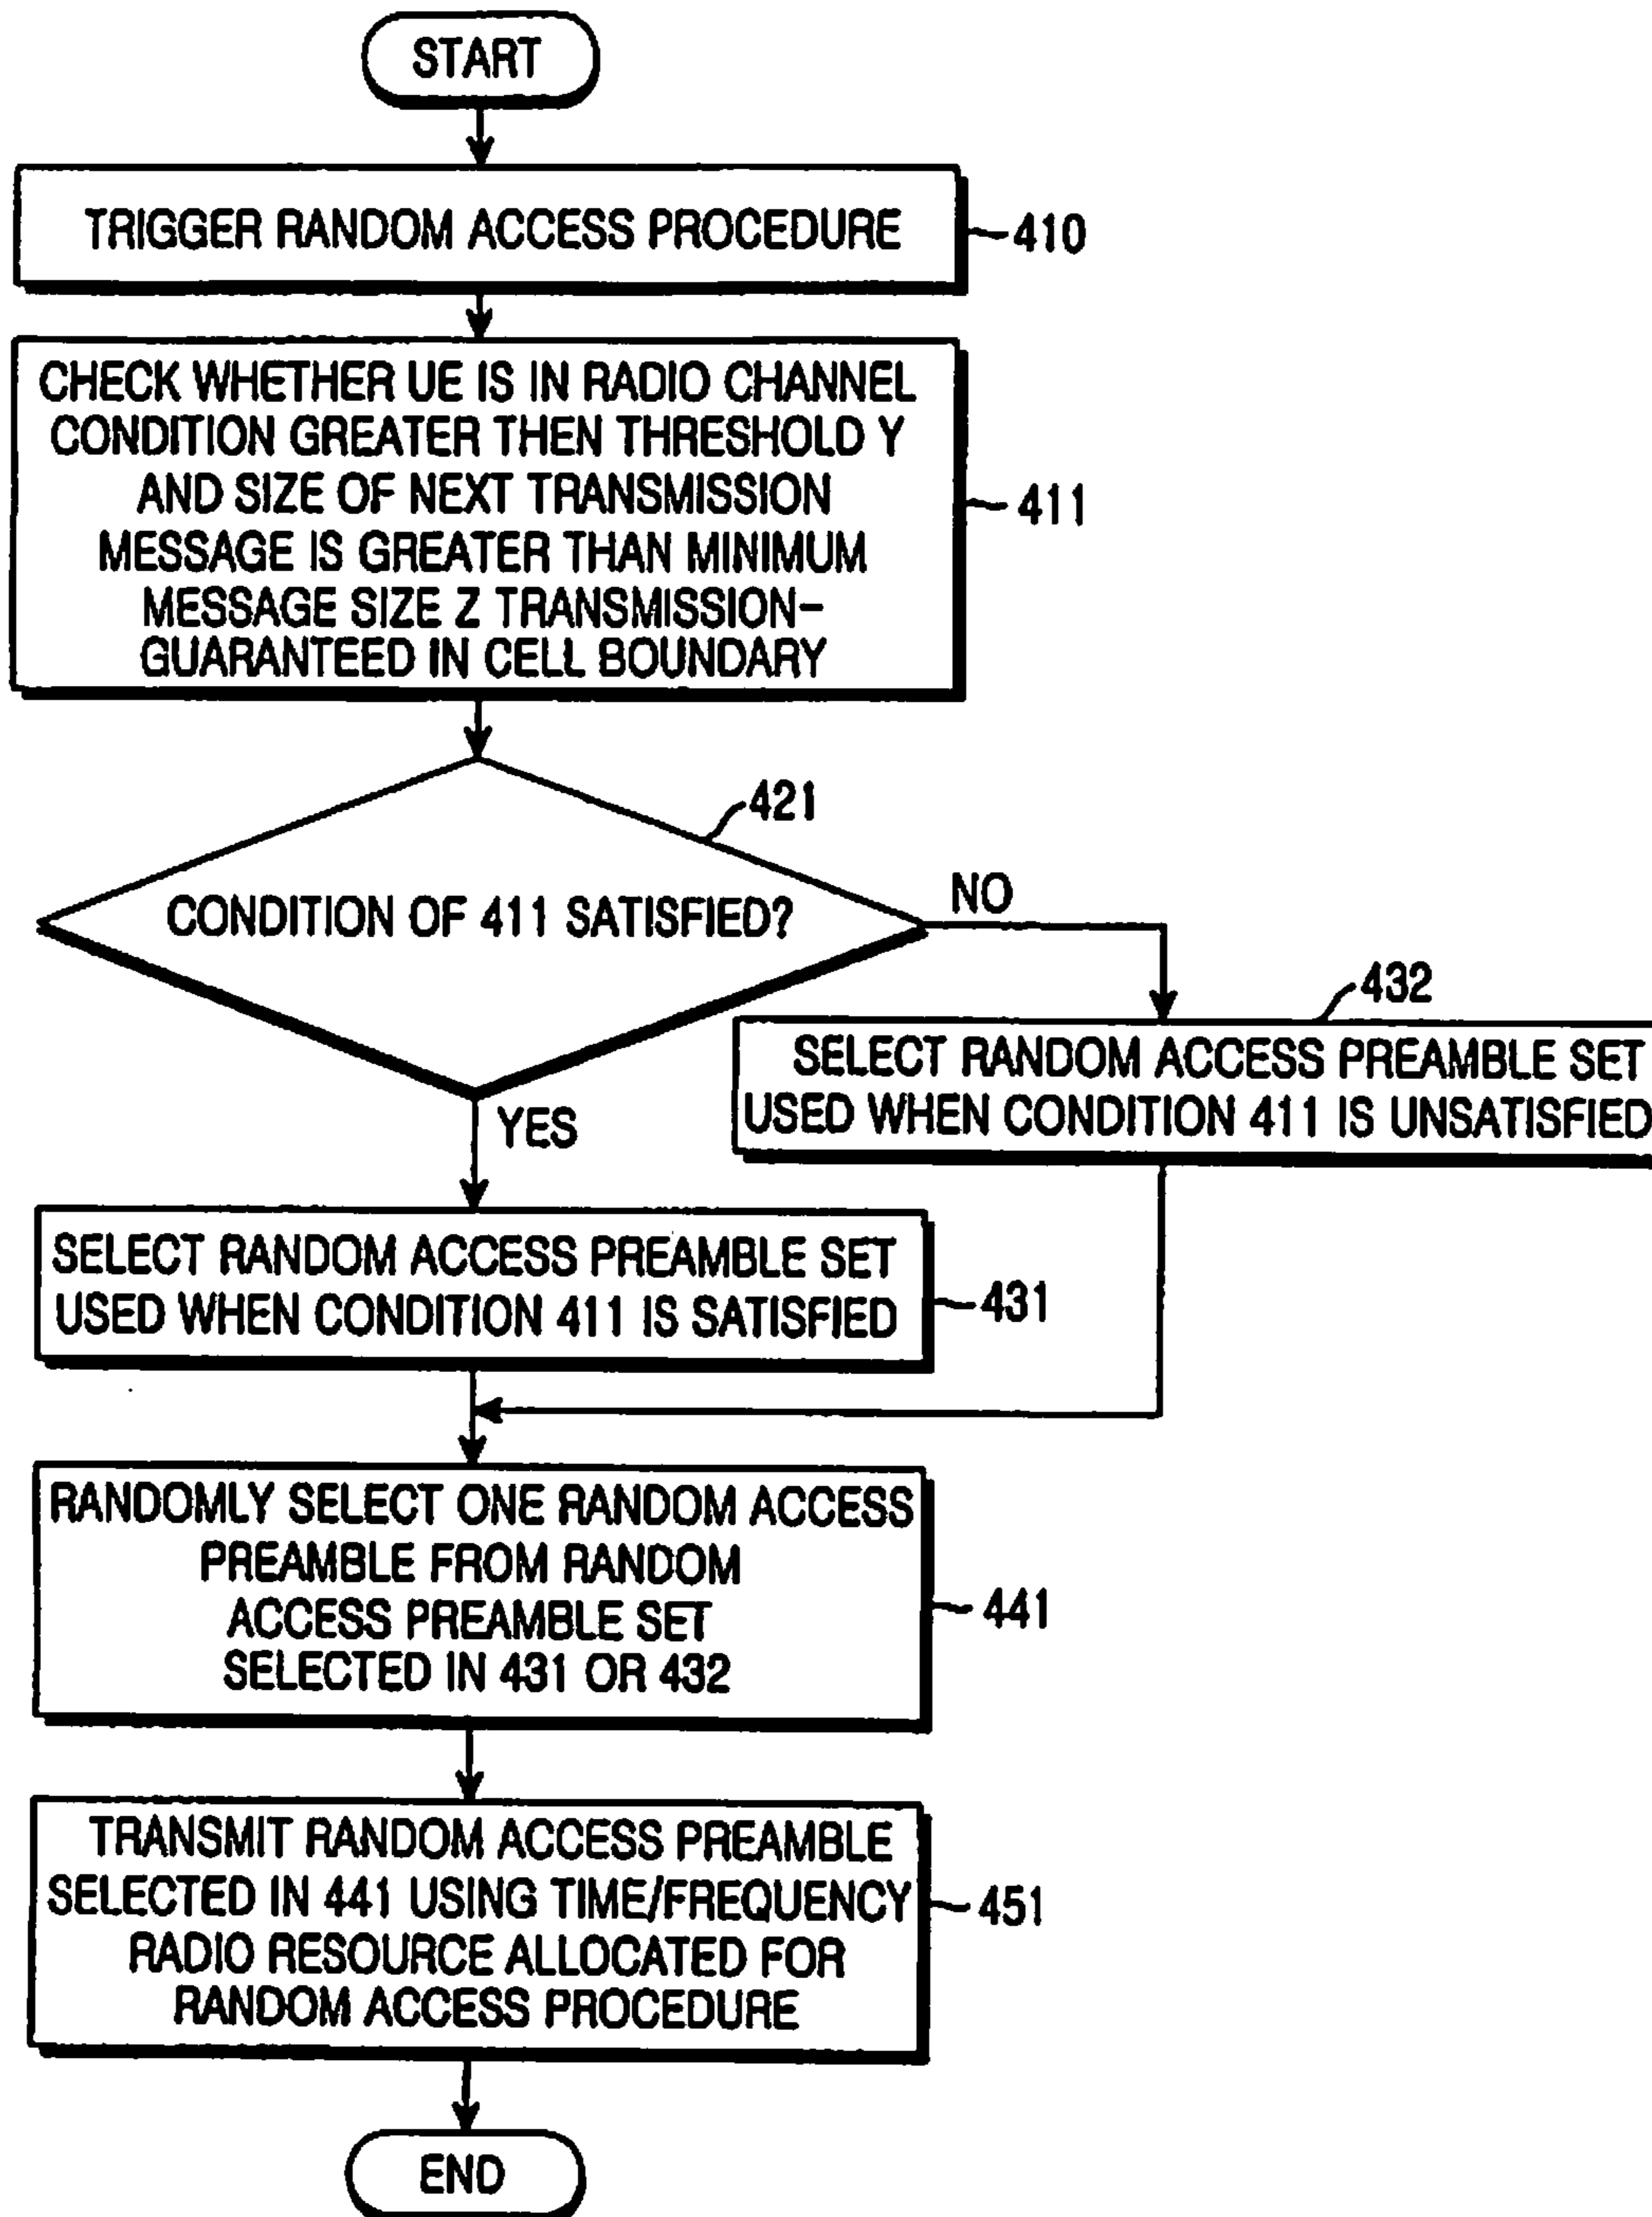 START
TRIGGER RANDOM ACCESS PROCEDURE
410
CHECK WHETHER UE IS IN RADIO CHANNEL
CONDITION GREATER THEN THRESHOLD Y
AND SIZE OF NEXT TRANSMISSION
MESSAGE IS GREATER THAN MINIMUM
MESSAGE SIZE Z TRANSMISSION-
GUARANTEED IN CELL BOUNDARY
411
421
CONDITION OF 411 SATISFIED?
NO
432
SELECT RANDOM ACCESS PREAMBLE SET
USED WHEN CONDITION 411 IS UNSATISFIED
YES
SELECT RANDOM ACCESS PREAMBLE SET
USED WHEN CONDITION 411 IS SATISFIED
431
RANDOMLY SELECT ONE RANDOM ACCESS
PREAMBLE FROM RANDOM
ACCESS PREAMBLE SET
SELECTED IN 431 OR 432
441
TRANSMIT RANDOM ACCESS PREAMBLE
SELECTED IN 441 USING TIME/FREQUENCY
RADIO RESOURCE ALLOCATED FOR
RANDOM ACCESS PROCEDURE
451
END